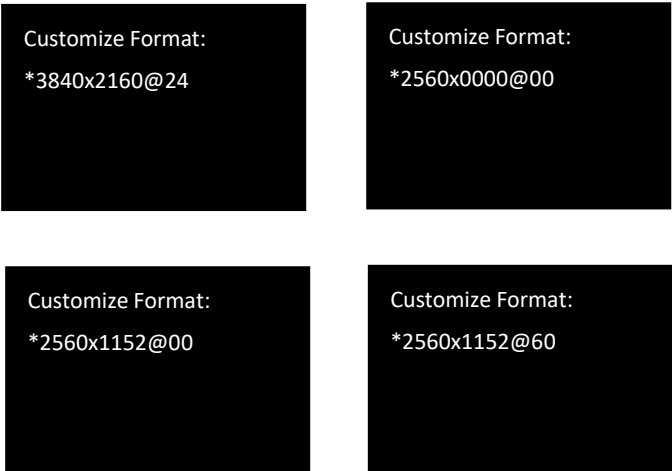 Customize Format:
*3840x2160@24
Customize Format:
*2560x0000@00
Customize Format:
*2560x1152@00
Customize Format:
*2560x1152@60